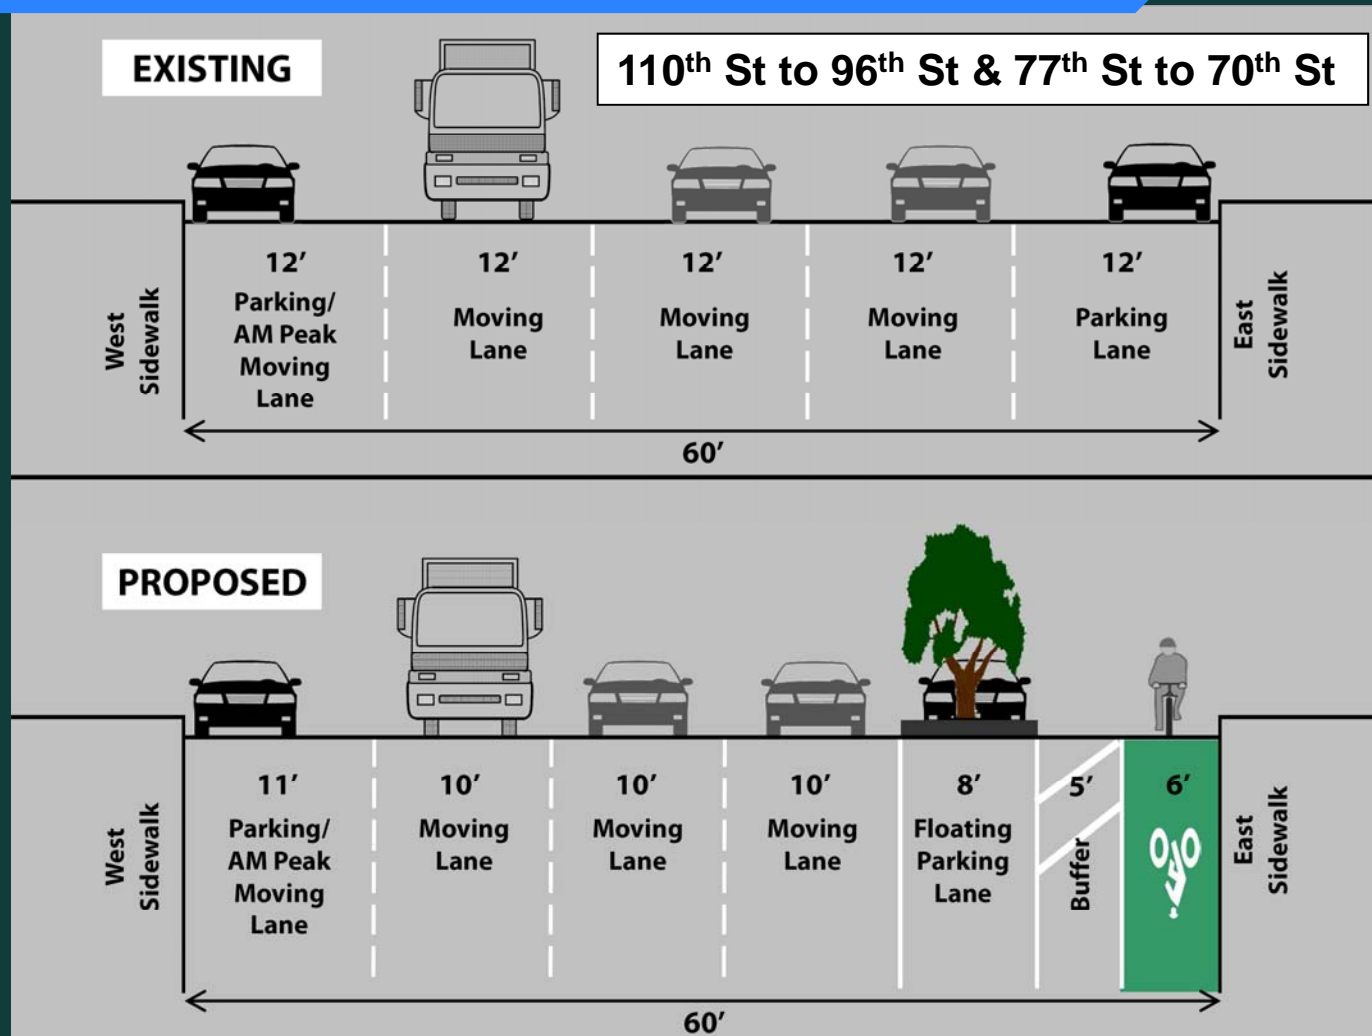 EXISTING
110th St to 96th St & 77th St to 70th St
West
Sidewalk
12′
Parking/
AM Peak
Moving
Lane
12′
Moving
Lane
12′
Moving
Lane
12′
Moving
Lane
12′
Parking
Lane
East
Sidewalk
60′
PROPOSED
West
Sidewalk
11′
Parking/
AM Peak
Moving
Lane
10′
Moving
Lane
10′
Moving
Lane
10′
Moving
Lane
8′
Floating
Parking
Lane
5′
Buffer
6′
East
Sidewalk
60′